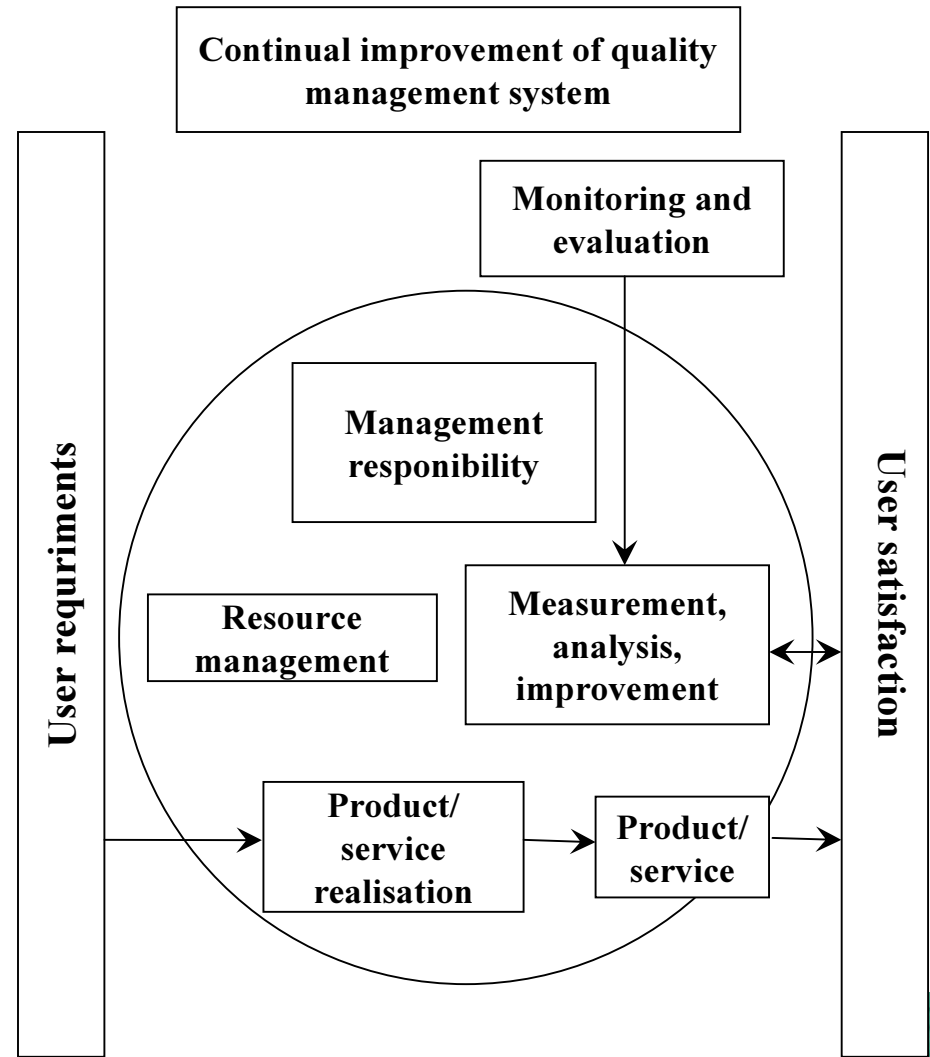 Continual improvement of quality
management system
Monitoring and
evaluation
Management
responibility
User requriments
User satisfaction
Resource
management
Measurement,
analysis,
improvement
Product/
service
realisation
Product/
service